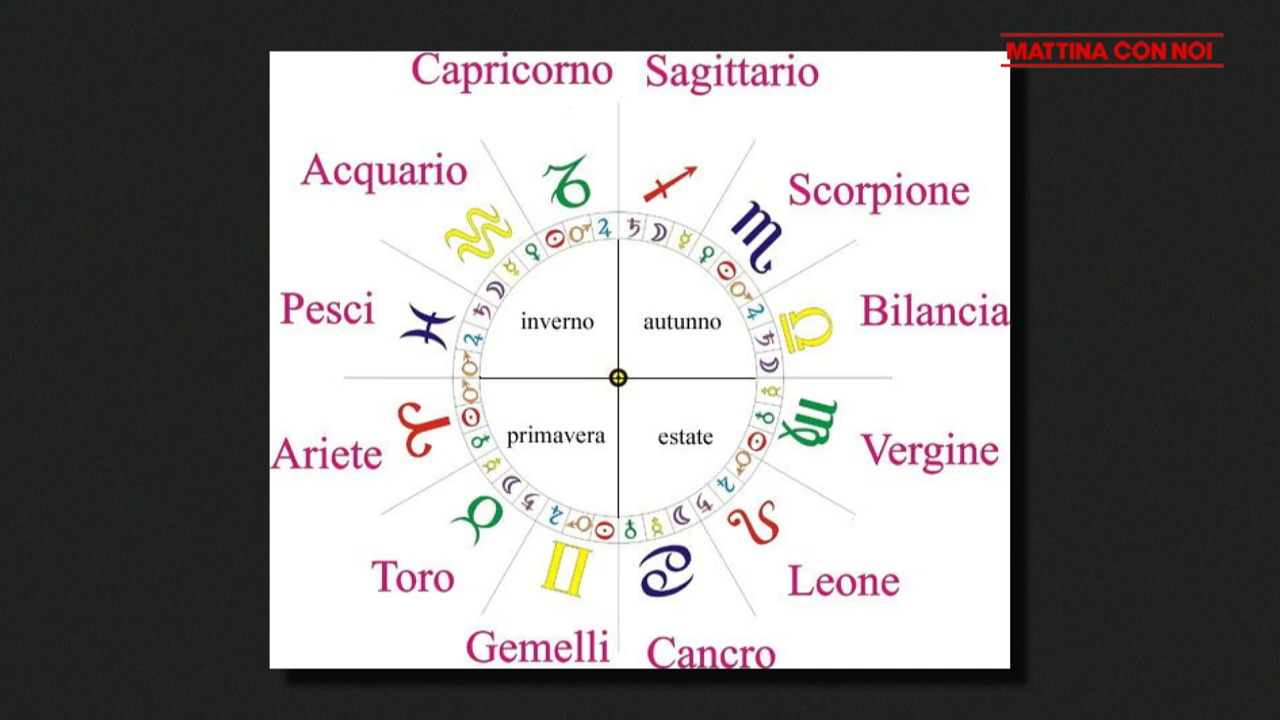 MATTINA CON NOI
Capricorno Sagittario
Acquario
Scorpione
Pesci
Bilancia
inverno autunno
primavera estate
Ariete
Vergine
Toro
Leone
Gemelli
Cancro